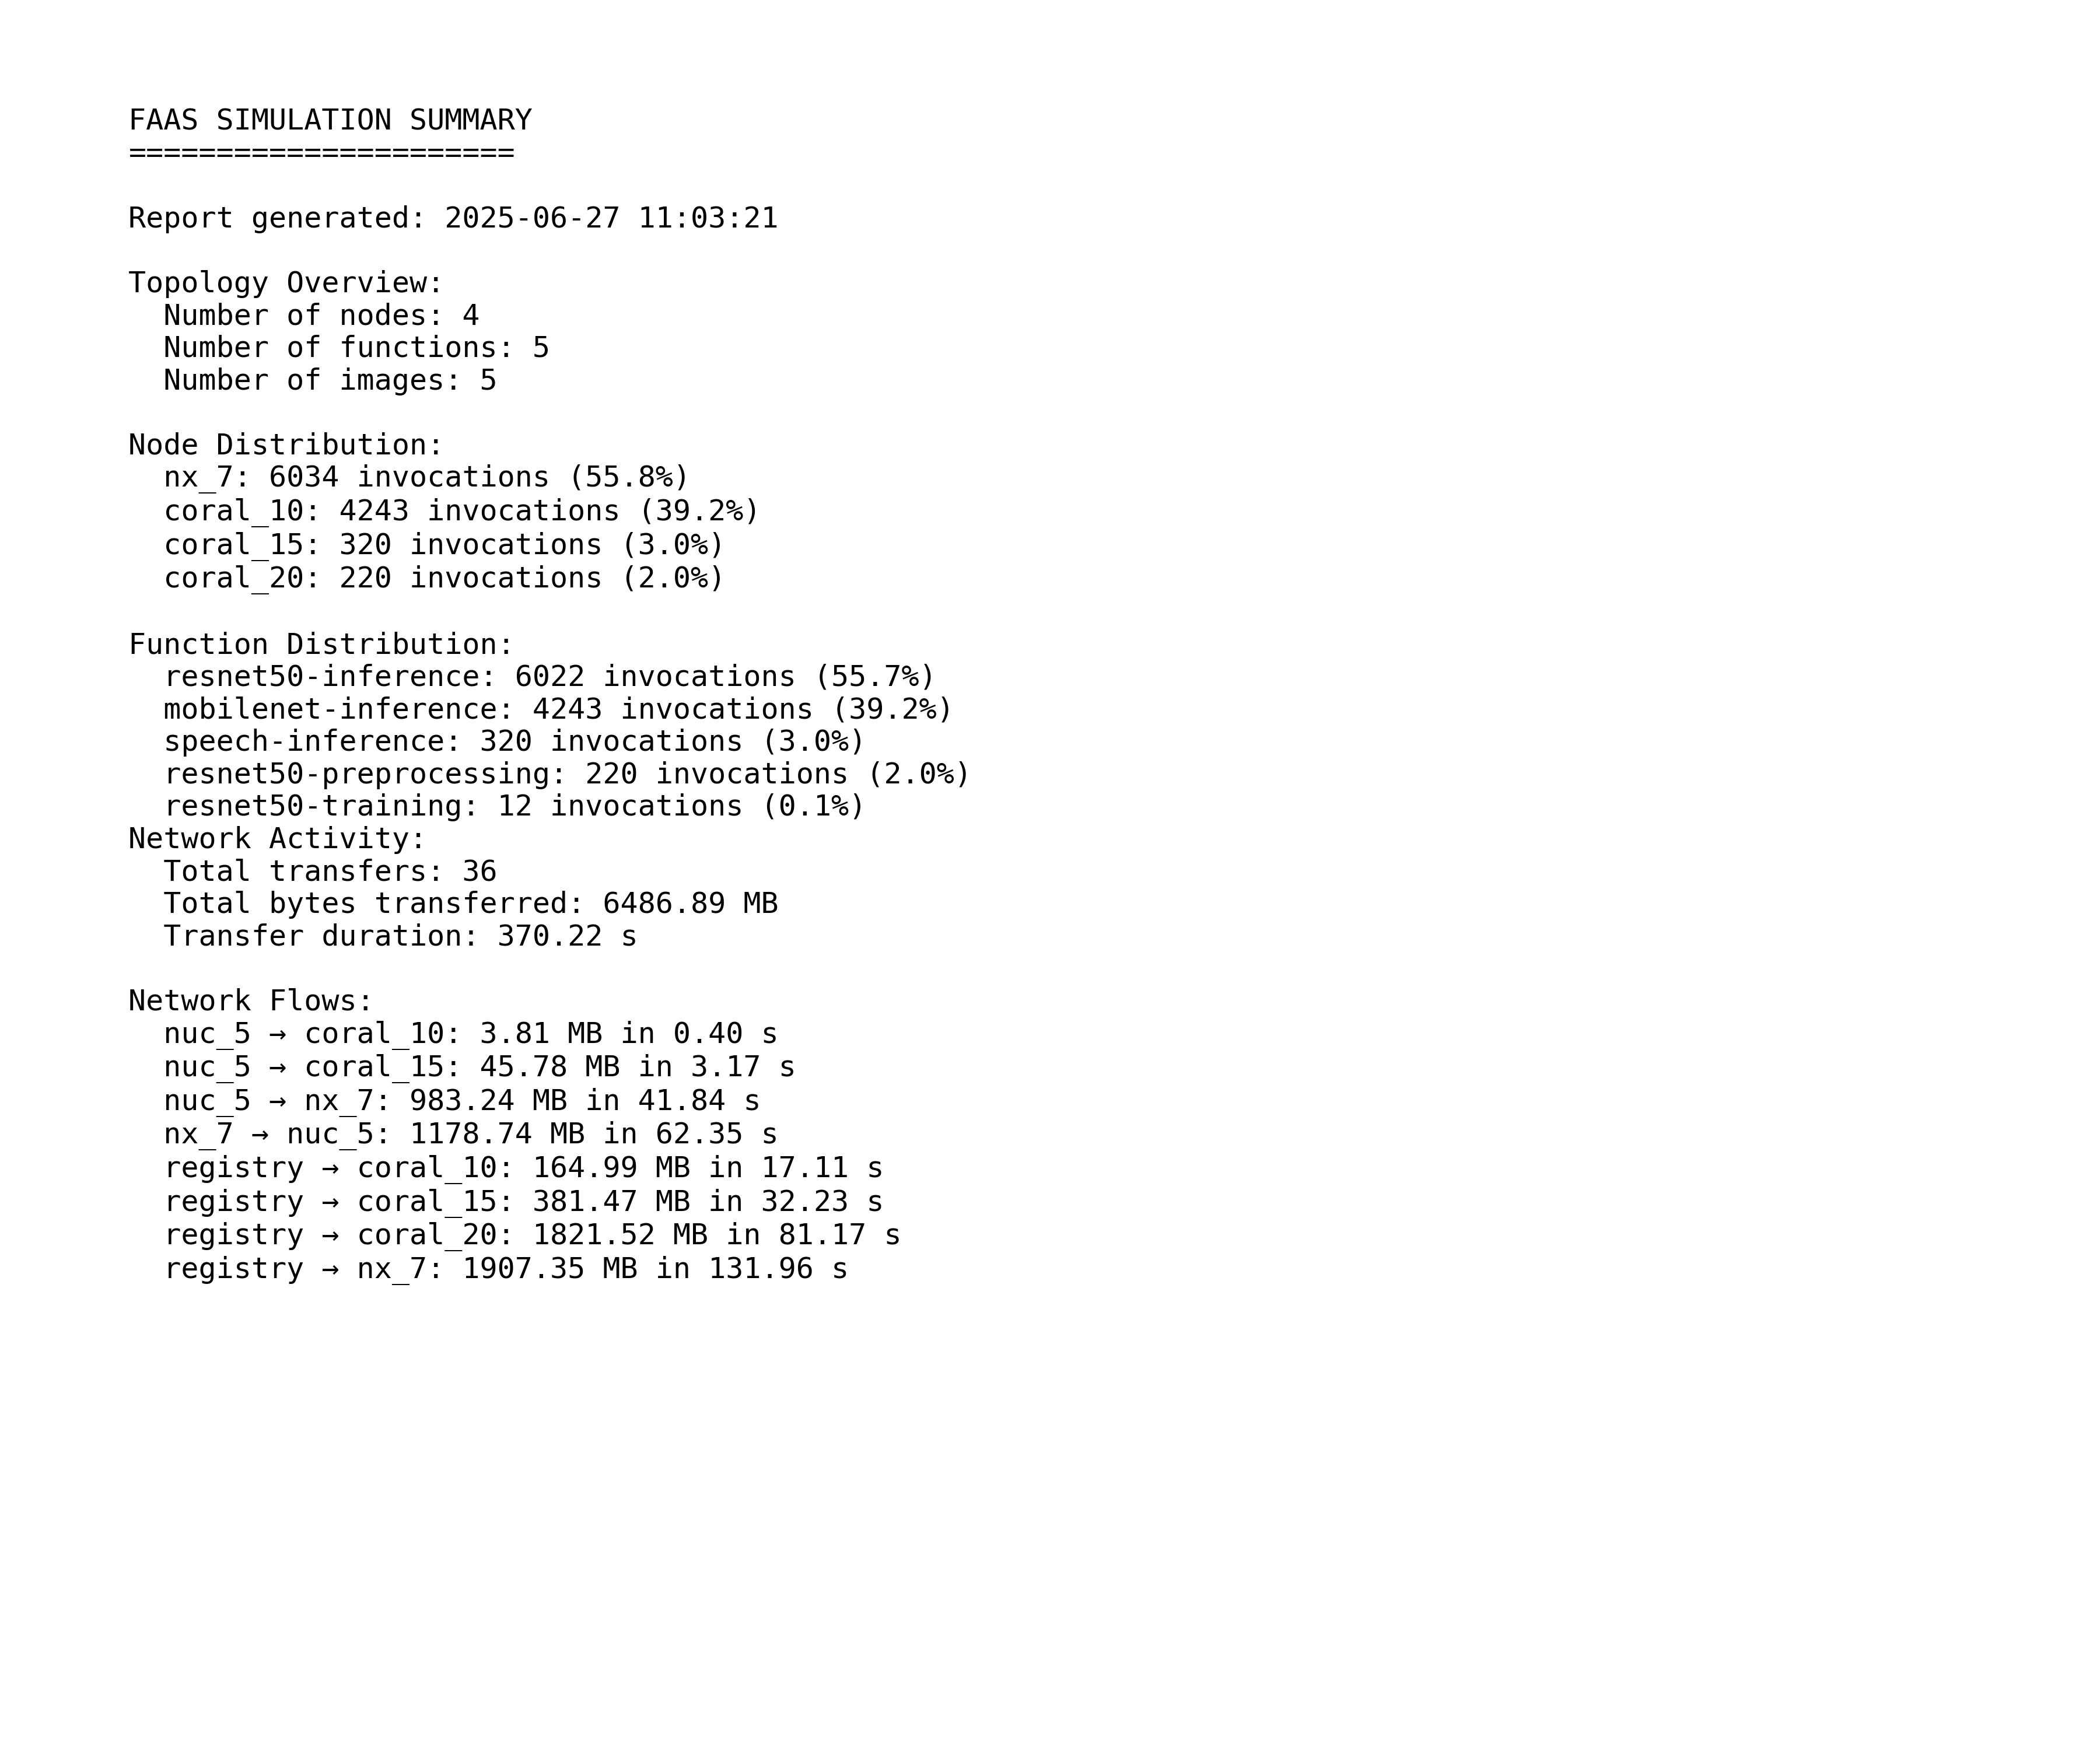 FAAS SIMULATION SUMMARY
======================
Report generated: 2025-06-27 11:03:21
Topology Overview:
Number of nodes: 4
Number of functions: 5
Number of images: 5
Node Distribution:
nx_7: 6034 invocations (55.8%)
coral_10: 4243 invocations (39.2%)
coral_15: 320 invocations (3.0%)
coral_20: 220 invocations (2.0%)
Function Distribution:
resnet50-inference: 6022 invocations (55.7%)
mobilenet-inference: 4243 invocations (39.2%)
speech-inference: 320 invocations (3.0%)
resnet50-preprocessing: 220 invocations (2.0%)
resnet50-training: 12 invocations (0.1%)
Network Activity:
Total transfers: 36
Total bytes transferred: 6486.89 MB
Transfer duration: 370.22 s
Network Flows:
nuc_5 → coral_10: 3.81 MB in 0.40 s
nuc_5 → coral_15: 45.78 MB in 3.17 s
nuc_5 → nx_7: 983.24 MB in 41.84 s
nx_7 → nuc_5: 1178.74 MB in 62.35 s
registry → coral_10: 164.99 MB in 17.11 s
registry → coral_15: 381.47 MB in 32.23 s
registry → coral_20: 1821.52 MB in 81.17 s
registry → nx_7: 1907.35 MB in 131.96 s